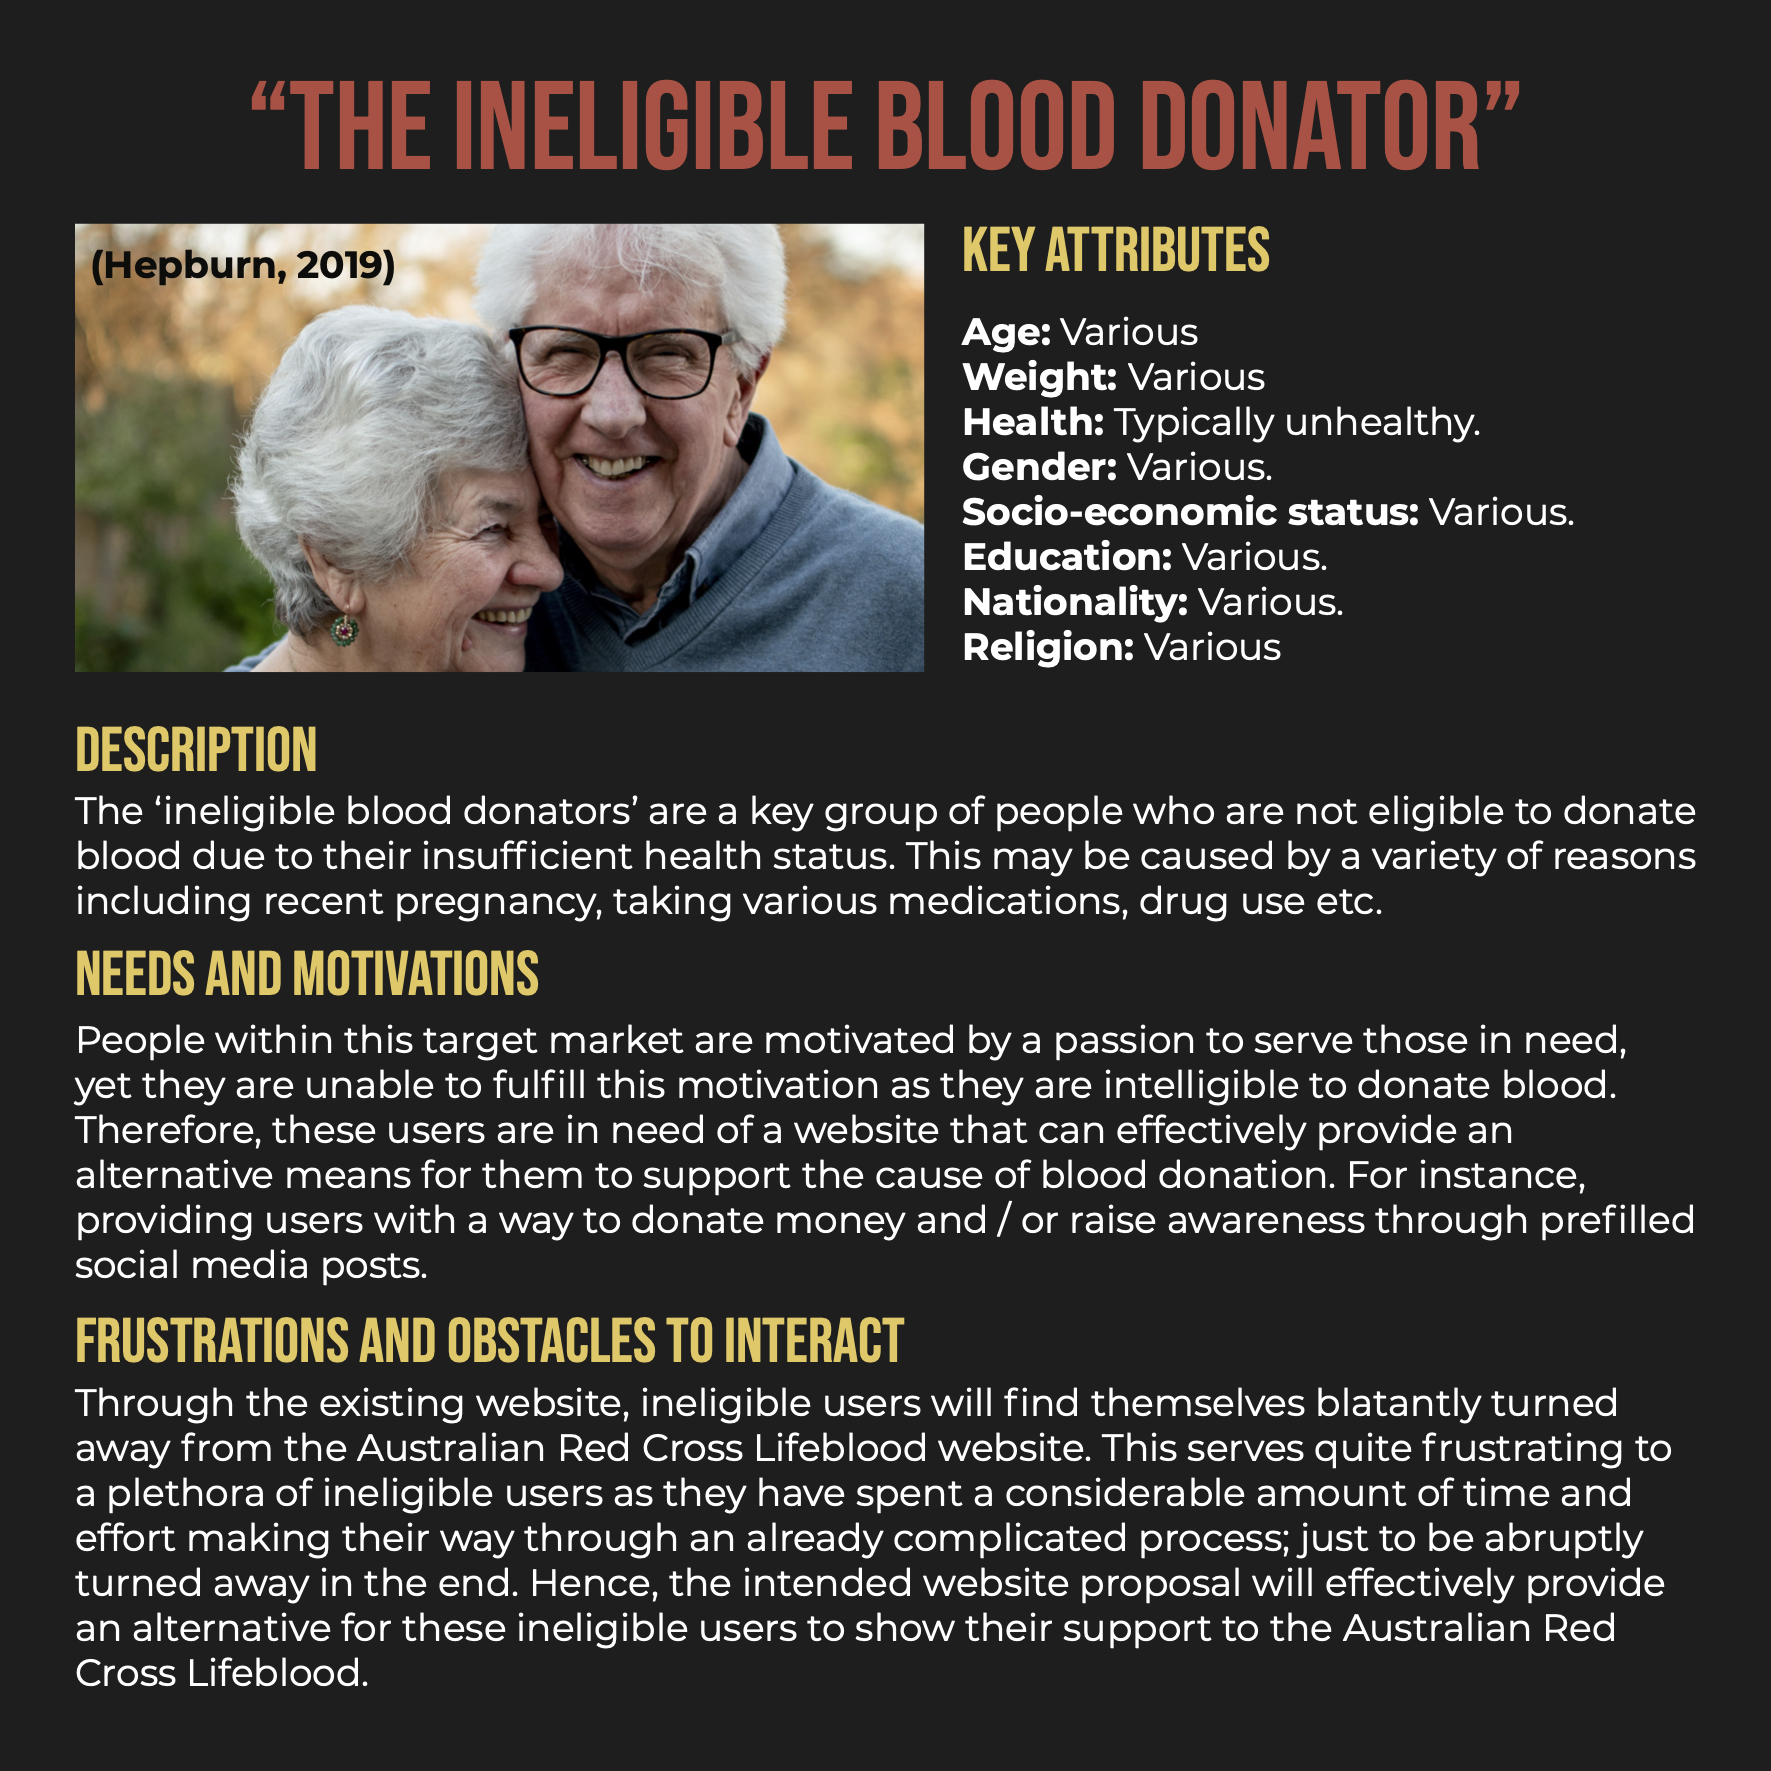 “THE INELIGIBLE BLOOD DONATOR”
(Hepburn, 2019)
KEY ATTRIBUTES
Age: Various
Weight: Various
Health: Typically unhealthy.
Gender: Various.
Socio-economic status: Various.
Education: Various.
Nationality: Various.
Religion: Various
DESCRIPTION
The ‘ineligible blood donators’ are a key group of people who are not eligible to donate
blood due to their insufficient health status. This may be caused by a variety of reasons
including recent pregnancy, taking various medications, drug use etc.
NEEDS AND MOTIVATIONS
People within this target market are motivated by a passion to serve those in need,
yet they are unable to fulfill this motivation as they are intelligible to donate blood.
Therefore, these users are in need of a website that can effectively provide an
alternative means for them to support the cause of blood donation. For instance,
providing users with a way to donate money and / or raise awareness through prefilled
social media posts.
FRUSTRATIONS AND OBSTACLES TO INTERACT
Through the existing website, ineligible users will find themselves blatantly turned
away from the Australian Red Cross Lifeblood website. This serves quite frustrating to
a plethora of ineligible users as they have spent a considerable amount of time and
effort making their way through an already complicated process; just to be abruptly
turned away in the end. Hence, the intended website proposal will effectively provide
an alternative for these ineligible users to show their support to the Australian Red
Cross Lifeblood.